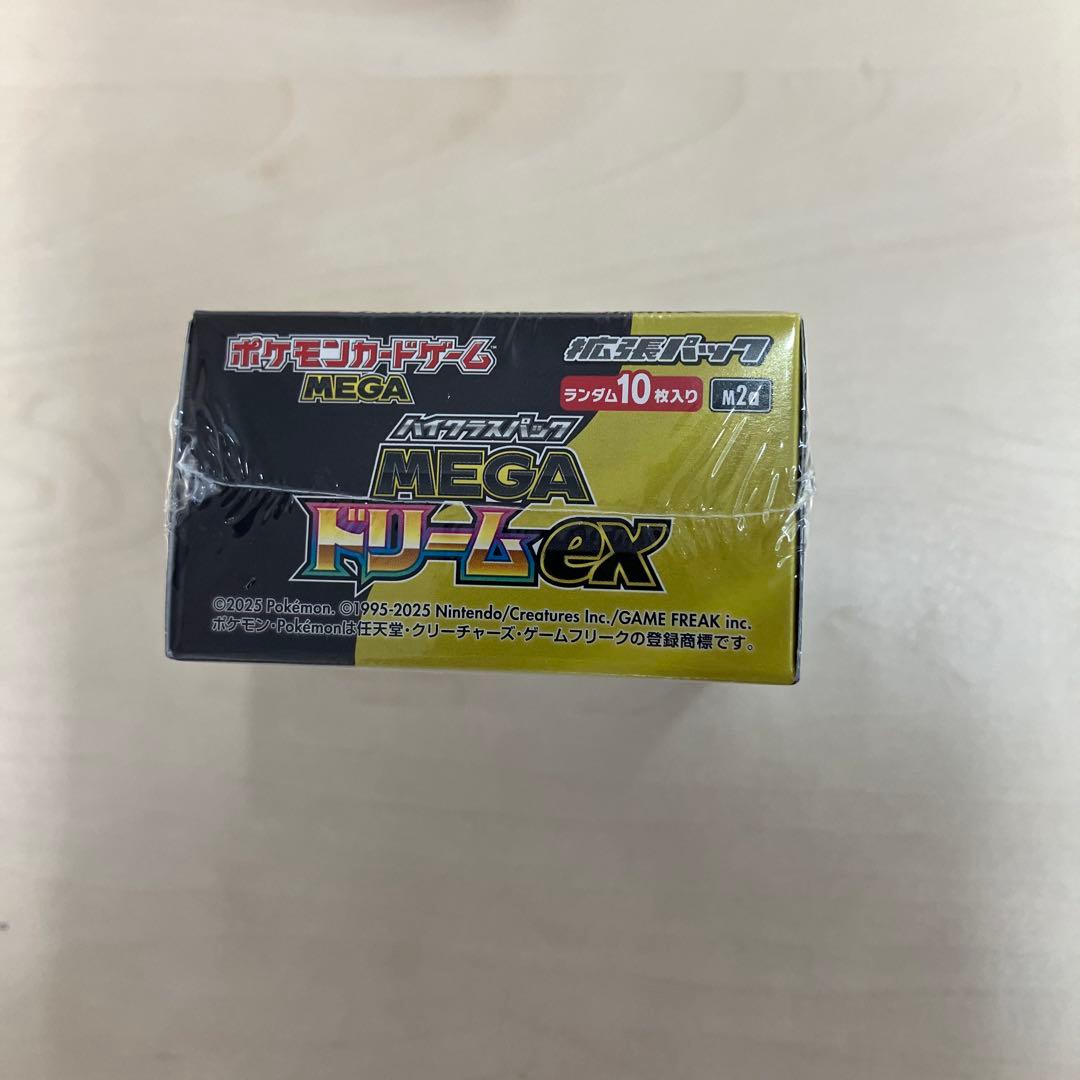 ポケモンカードゲーム™
MEGA
拡張パック
ランダム10枚入り M2a
ハイクラスパック
MEGA
ドリームex
©2025 Pokémon. ©1995-2025 Nintendo/Creatures Inc./GAME FREAK inc.
ポケモン・Pokémonは任天堂・クリーチャーズ・ゲームフリークの登録商標です。